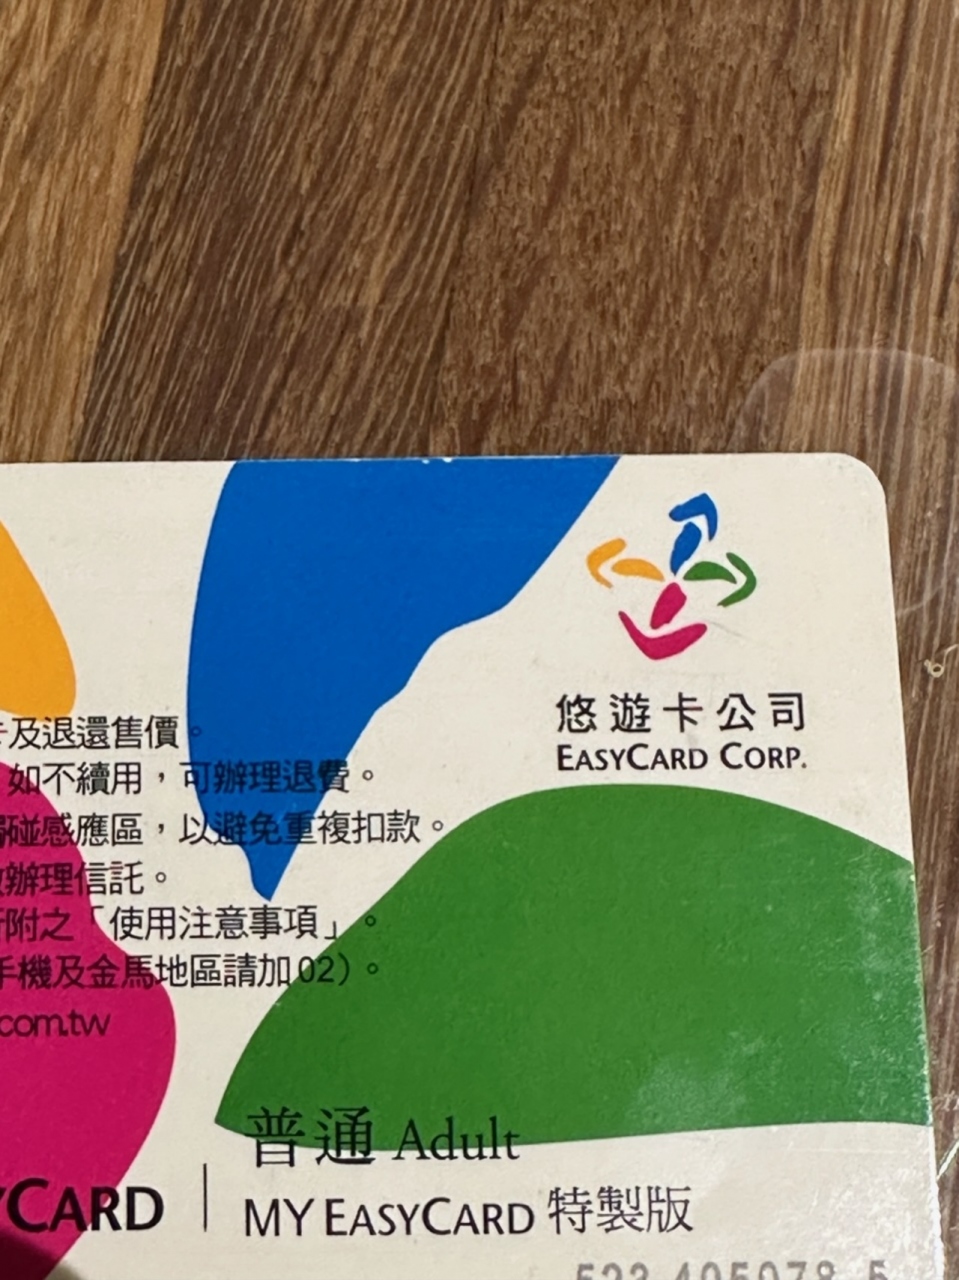 悠遊卡公司
EASYCARD CORP.
及退還售價。
如不續用，可辦理退費。
碰感應區，以避免重複扣款。
辦理信託。
附之「使用注意事項」。
手機及金馬地區請加02）。
.com.tw
普通 Adult
YCARD
MY EASYCARD 特製版